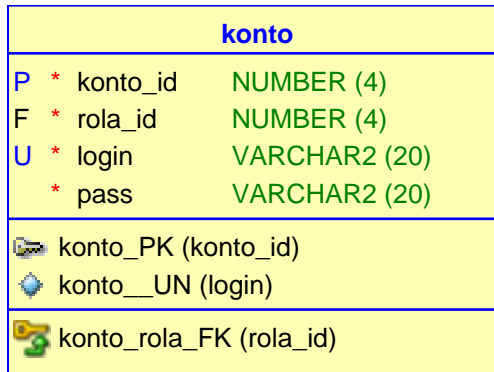 konto
P * konto_id NUMBER (4)
F * rola_id NUMBER (4)
U * login VARCHAR2 (20)
* pass VARCHAR2 (20)
konto_PK (konto_id)
konto__UN (login)
konto_rola_FK (rola_id)